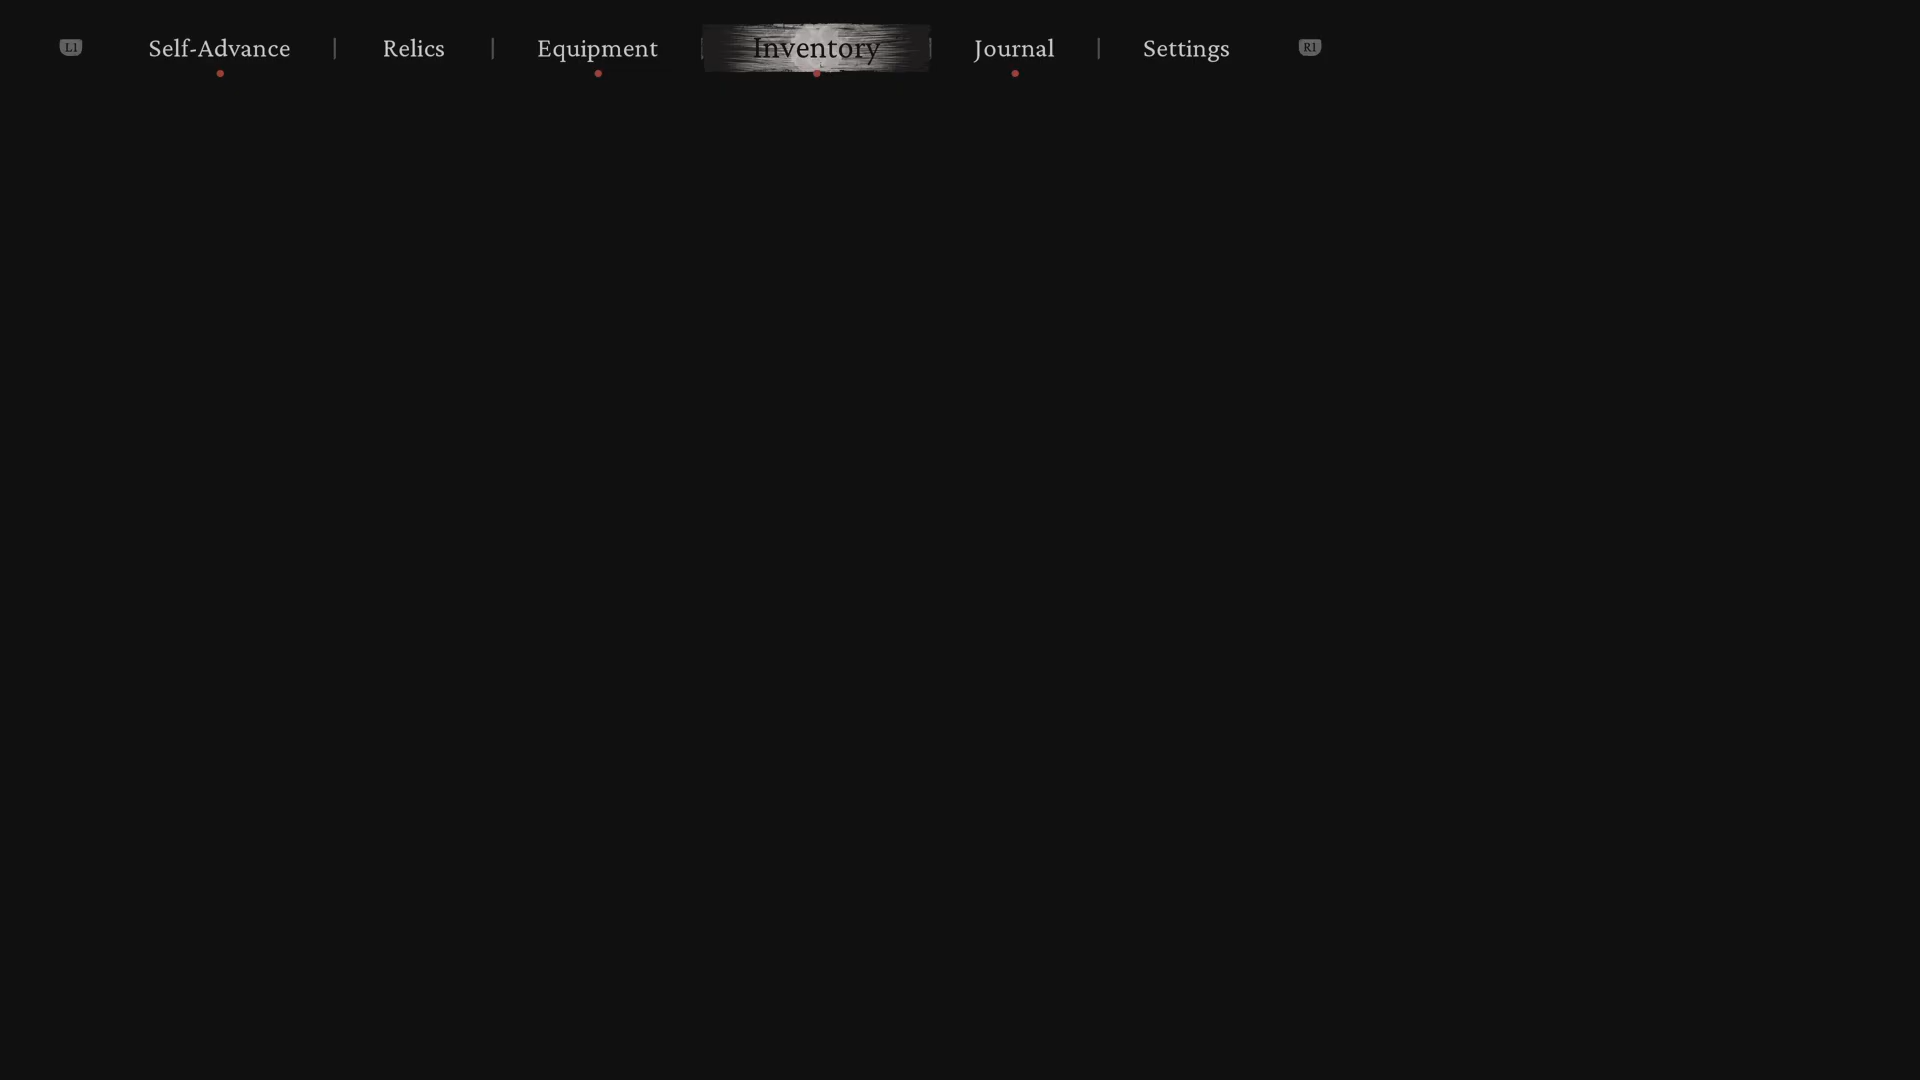 L1 Self-Advance | Relics | Equipment | Inventory | Journal | Settings R1